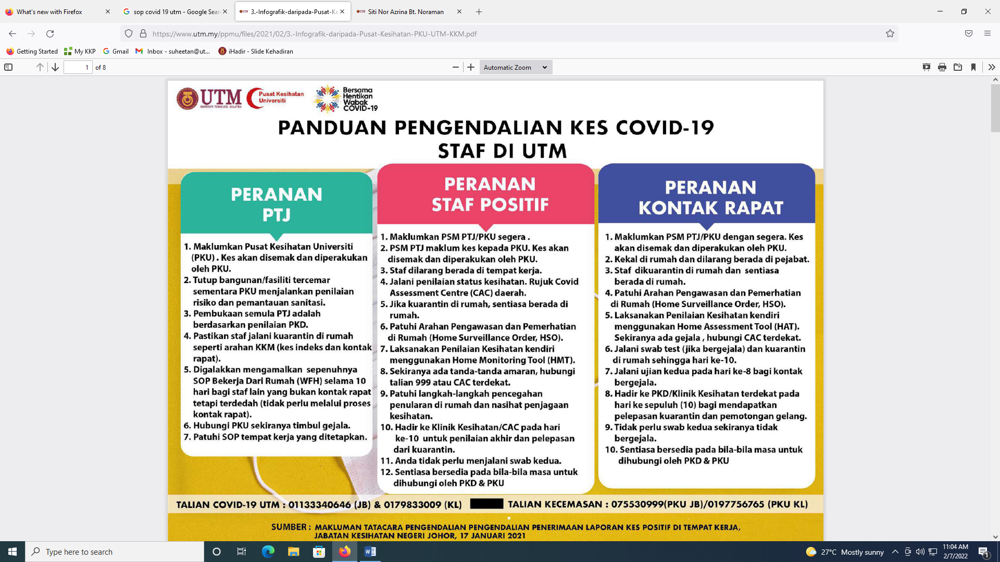 What's new with Firefox
sop covid 19 utm - Google Sear
3.-Infografik-daripada-Pusat-Ke
Siti Nor Azrina Bt. Noraman
https://www.utm.my/ppmu/files/2021/02/3.-Infografik-daripada-Pusat-Kesihatan-PKU-UTM-KKM.pdf
Getting Started
My KKP
Gmail
Inbox - suheetan@ut...
iHadir - Slide Kehadiran
1 of 8
Automatic Zoom
UTM
UNIVERSITI TEKNOLOGI MALAYSIA
Pusat Kesihatan
Universiti
Bersama
Hentikan
Wabak
COVID-19
PANDUAN PENGENDALIAN KES COVID-19
STAF DI UTM
PERANAN
PTJ
1. Maklumkan Pusat Kesihatan Universiti
(PKU) . Kes akan disemak dan diperakukan
oleh PKU.
2. Tutup bangunan/fasiliti tercemar
sementara PKU menjalankan penilaian
risiko dan pemantauan sanitasi.
3. Pembukaan semula PTJ adalah
berdasarkan penilaian PKD.
4. Pastikan staf jalani kuarantin di rumah
seperti arahan KKM (kes indeks dan kontak
rapat).
5. Digalakkan mengamalkan sepenuhnya
SOP Bekerja Dari Rumah (WFH) selama 10
hari bagi staf lain yang bukan kontak rapat
tetapi terdedah (tidak perlu melalui proses
kontak rapat).
6. Hubungi PKU sekiranya timbul gejala.
7. Patuhi SOP tempat kerja yang ditetapkan.
PERANAN
STAF POSITIF
1. Maklumkan PSM PTJ/PKU segera .
2. PSM PTJ maklum kes kepada PKU. Kes akan
disemak dan diperakukan oleh PKU.
3. Staf dilarang berada di tempat kerja.
4. Jalani penilaian status kesihatan. Rujuk Covid
Assessment Centre (CAC) daerah.
5. Jika kuarantin di rumah, sentiasa berada di
rumah.
6. Patuhi Arahan Pengawasan dan Pemerhatian
di Rumah (Home Surveillance Order, HSO).
7. Laksanakan Penilaian Kesihatan kendiri
menggunakan Home Monitoring Tool (HMT).
8. Sekiranya ada tanda-tanda amaran, hubungi
talian 999 atau CAC terdekat.
9. Patuhi langkah-langkah pencegahan
penularan di rumah dan nasihat penjagaan
kesihatan.
10. Hadir ke Klinik Kesihatan/CAC pada hari
ke-10 untuk penilaian akhir dan pelepasan
dari kuarantin.
11. Anda tidak perlu menjalani swab kedua.
12. Sentiasa bersedia pada bila-bila masa untuk
dihubungi oleh PKD & PKU
PERANAN
KONTAK RAPAT
1. Maklumkan PSM PTJ/PKU dengan segera. Kes
akan disemak dan diperakukan oleh PKU.
2. Kekal di rumah dan dilarang berada di pejabat.
3. Staf dikuarantin di rumah dan sentiasa
berada di rumah.
4. Patuhi Arahan Pengawasan dan Pemerhatian
di Rumah (Home Surveillance Order, HSO).
5. Laksanakan Penilaian Kesihatan kendiri
menggunakan Home Assessment Tool (HAT).
Sekiranya ada gejala , hubungi CAC terdekat.
6. Jalani swab test (jika bergejala) dan kuarantin
di rumah sehingga hari ke-10.
7. Jalani ujian kedua pada hari ke-8 bagi kontak
bergejala.
8. Hadir ke PKD/Klinik Kesihatan terdekat pada
hari ke sepuluh (10) bagi mendapatkan
pelepasan kuarantin dan pemotongan gelang.
9. Tidak perlu swab kedua sekiranya tidak
bergejala.
10. Sentiasa bersedia pada bila-bila masa untuk
dihubungi oleh PKD & PKU
TALIAN COVID-19 UTM : 01133340646 (JB) & 0179833009 (KL) TALIAN KECEMASAN : 075530999(PKU JB)/0197756765 (PKU KL)
SUMBER : MAKLUMAN TATACARA PENGENDALIAN PENGENDALIAN PENERIMAAN LAPORAN KES POSITIF DI TEMPAT KERJA,
JABATAN KESIHATAN NEGERI JOHOR, 17 JANUARI 2021
Type here to search
27°C Mostly sunny
11:04 AM
2/7/2022
1